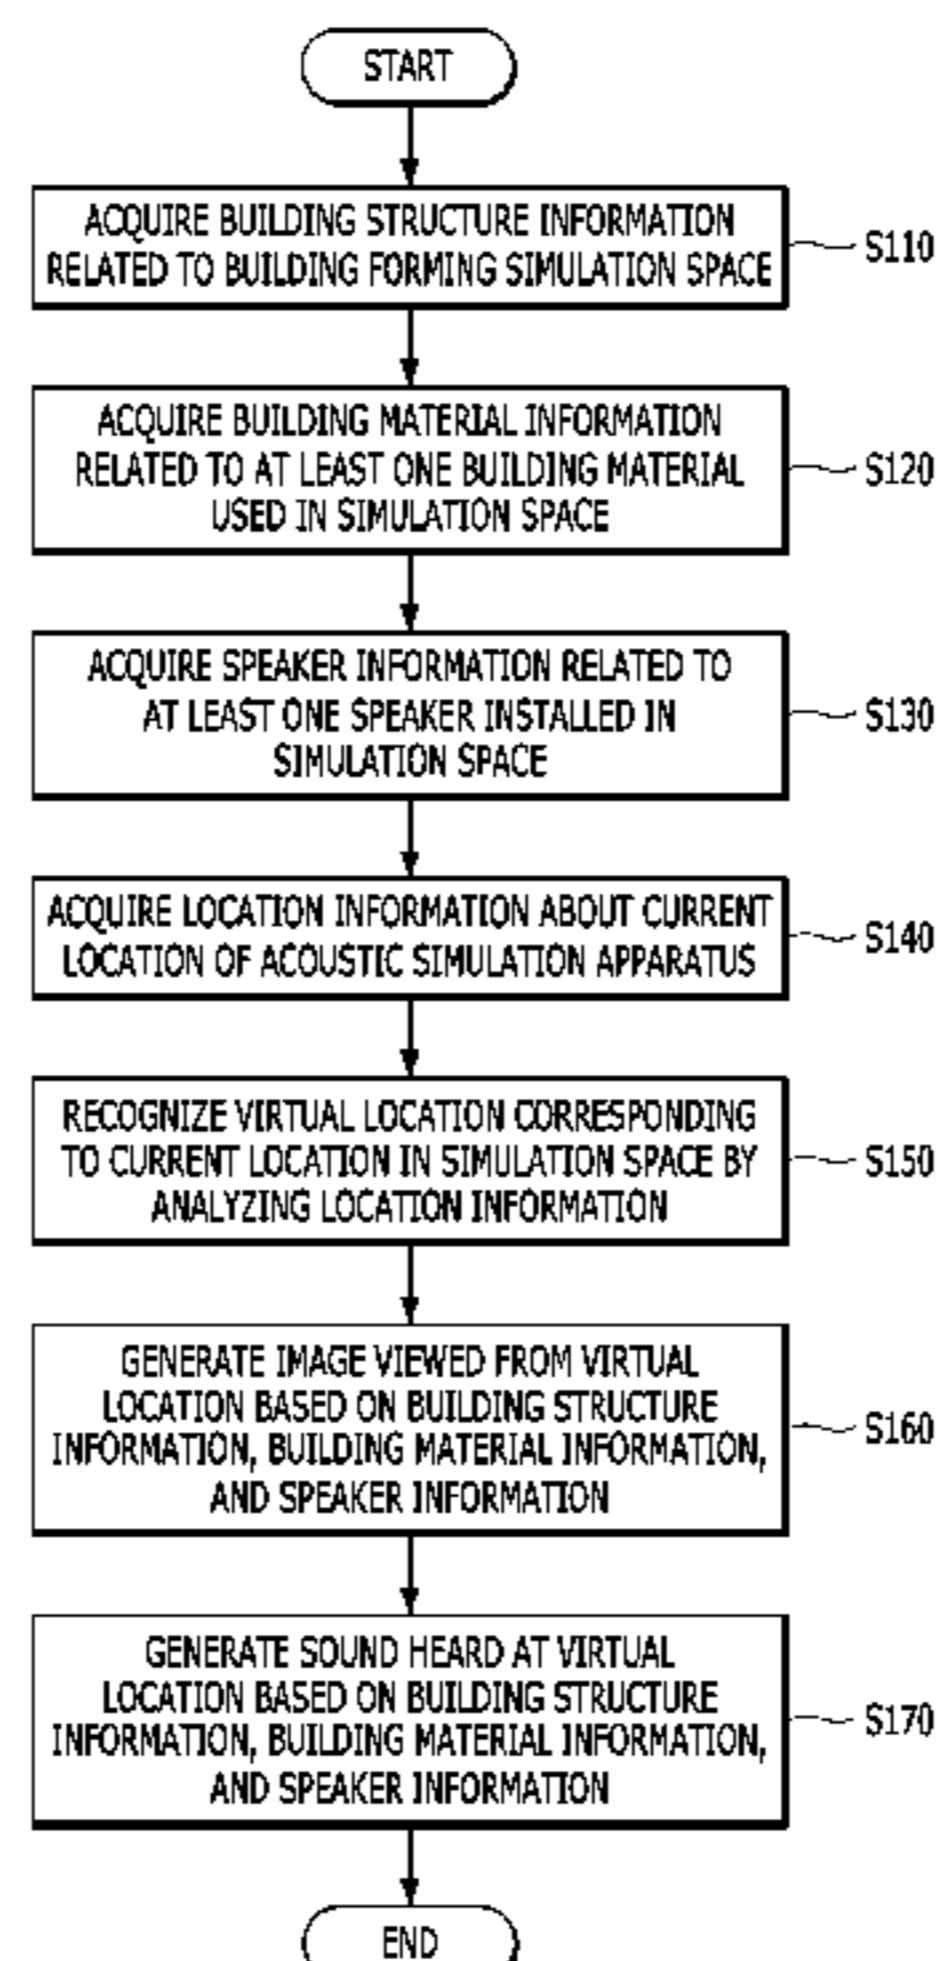 START
ACQUIRE BUILDING STRUCTURE INFORMATION
RELATED TO BUILDING FORMING SIMULATION SPACE
S110
ACQUIRE BUILDING MATERIAL INFORMATION
RELATED TO AT LEAST ONE BUILDING MATERIAL
USED IN SIMULATION SPACE
S120
ACQUIRE SPEAKER INFORMATION RELATED TO
AT LEAST ONE SPEAKER INSTALLED IN
SIMULATION SPACE
S130
ACQUIRE LOCATION INFORMATION ABOUT CURRENT
LOCATION OF ACOUSTIC SIMULATION APPARATUS
S140
RECOGNIZE VIRTUAL LOCATION CORRESPONDING
TO CURRENT LOCATION IN SIMULATION SPACE BY
ANALYZING LOCATION INFORMATION
S150
GENERATE IMAGE VIEWED FROM VIRTUAL
LOCATION BASED ON BUILDING STRUCTURE
INFORMATION, BUILDING MATERIAL INFORMATION,
AND SPEAKER INFORMATION
S160
GENERATE SOUND HEARD AT VIRTUAL
LOCATION BASED ON BUILDING STRUCTURE
INFORMATION, BUILDING MATERIAL INFORMATION,
AND SPEAKER INFORMATION
S170
END